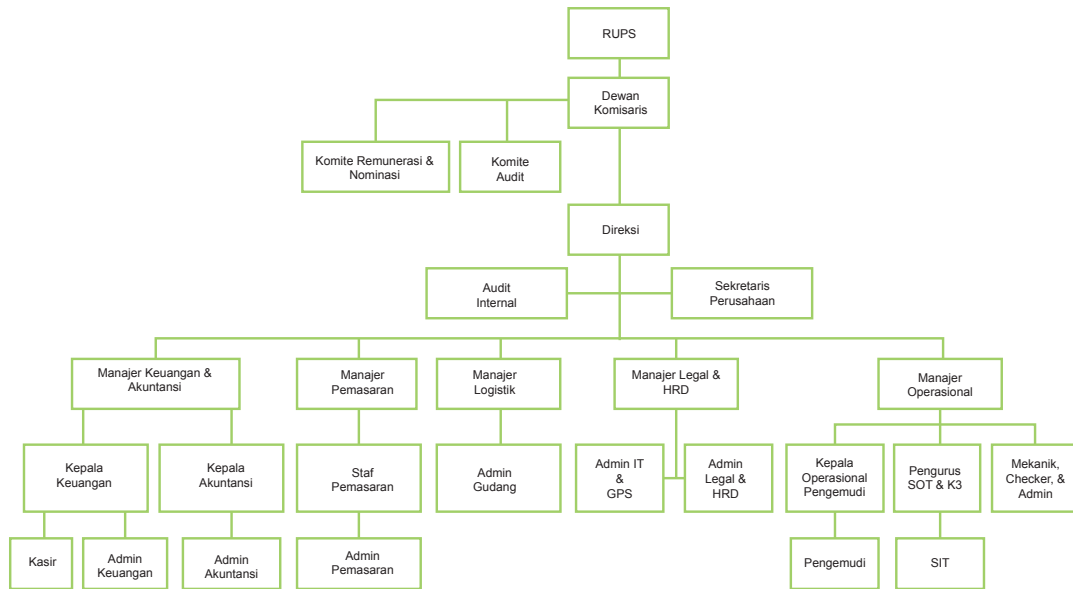 RUPS
Dewan
Komisaris
Komite Remunerasi &
Nominasi
Komite
Audit
Direksi
Audit
Internal
Sekretaris
Perusahaan
Manajer Keuangan &
Akuntansi
Manajer
Pemasaran
Manajer
Logistik
Manajer Legal &
HRD
Manajer
Operasional
Kepala
Keuangan
Kepala
Akuntansi
Staf
Pemasaran
Admin
Gudang
Admin IT
&
GPS
Admin
Legal &
HRD
Kepala
Operasional
Pengemudi
Pengurus
SOT & K3
Mekanik,
Checker, &
Admin
Kasir
Admin
Keuangan
Admin
Akuntansi
Admin
Pemasaran
Pengemudi
SIT